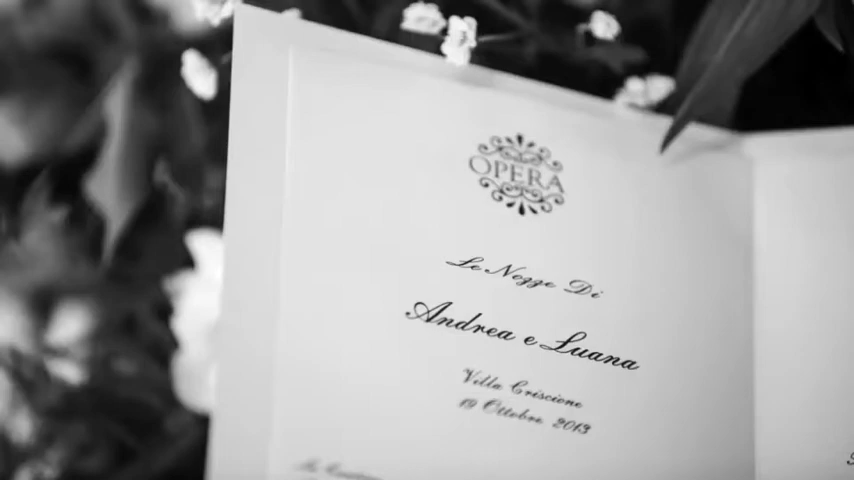 OPERA
Le Nozze Di
Andrea e Luana
Villa Criscione
19 Ottobre 2013